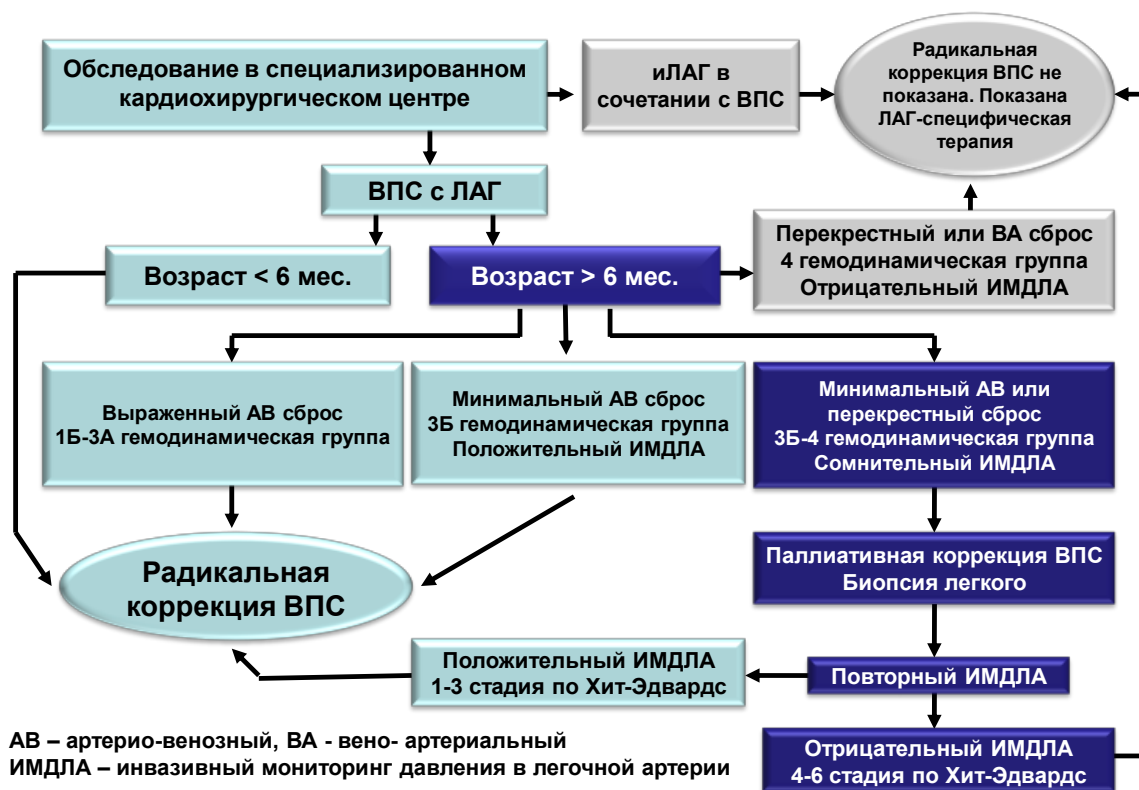 Обследование в специализированном
кардиохирургическом центре
иЛАГ в
сочетании с ВПС
Радикальная
коррекция ВПС не
показана. Показана
ЛАГ-специфическая
терапия
ВПС с ЛАГ
Возраст < 6 мес.
Возраст > 6 мес.
Перекрестный или ВА сброс
4 гемодинамическая группа
Отрицательный ИМДЛА
Выраженный АВ сброс
1Б-3А гемодинамическая группа
Минимальный АВ сброс
3Б гемодинамическая группа
Положительный ИМДЛА
Минимальный АВ или
перекрестный сброс
3Б-4 гемодинамическая группа
Сомнительный ИМДЛА
Радикальная
коррекция ВПС
Паллиативная коррекция ВПС
Биопсия легкого
Положительный ИМДЛА
1-3 стадия по Хит-Эдвардс
Повторный ИМДЛА
Отрицательный ИМДЛА
4-6 стадия по Хит-Эдвардс
АВ – артерио-венозный, ВА - вено- артериальный
ИМДЛА – инвазивный мониторинг давления в легочной артерии